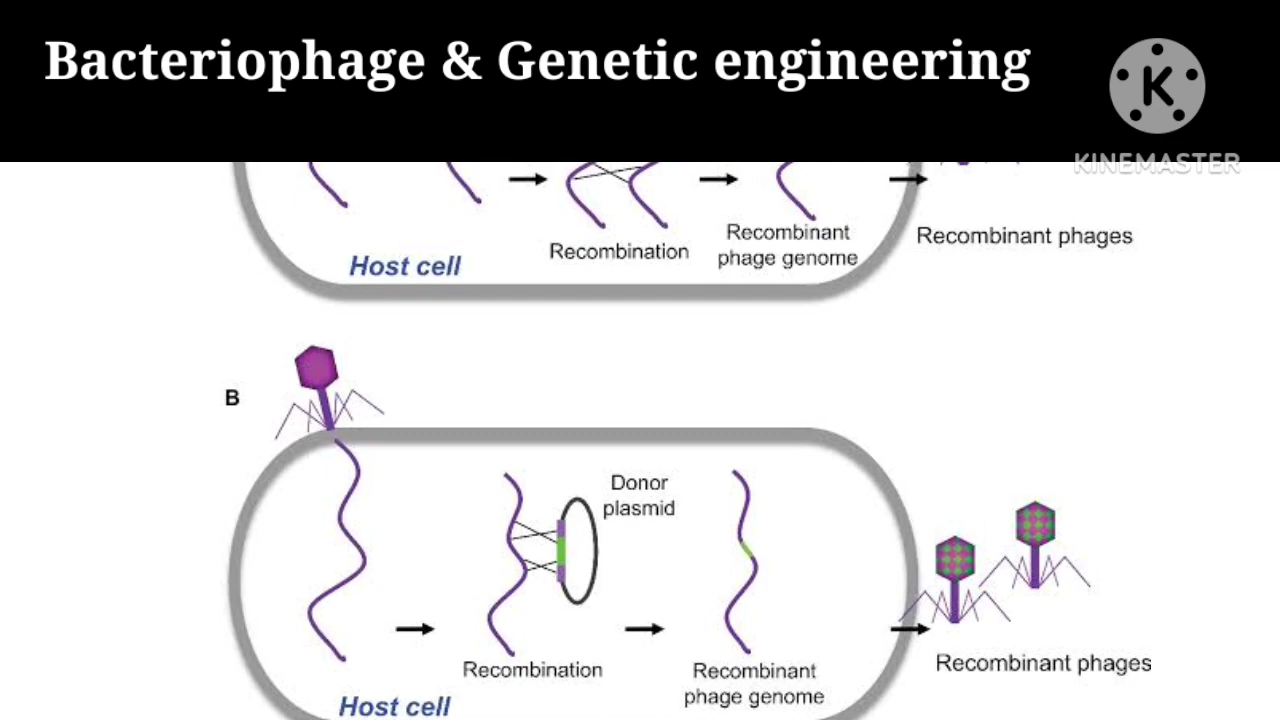 Bacteriophage & Genetic engineering
K
KINEMASTER
Recombination
Recombinant
phage genome
Recombinant phages
Host cell
B
Donor
plasmid
Recombination
Recombinant
phage genome
Recombinant phages
Host cell